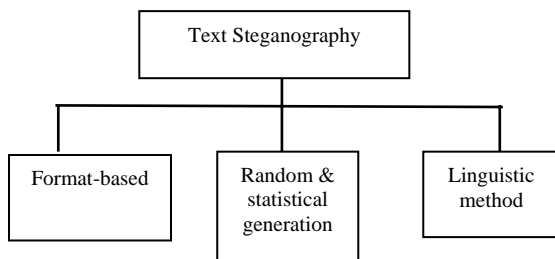 Text Steganography
Format-based
Random &
statistical
generation
Linguistic
method